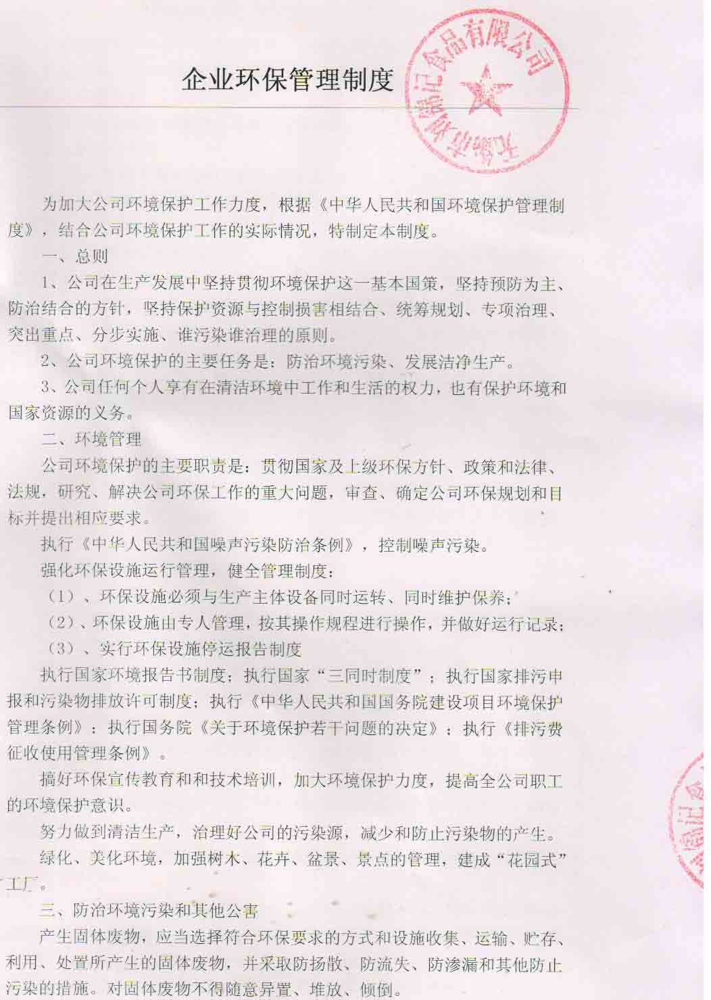 企业环保管理制度
无锡市刘德记食品有限公司
为加大公司环境保护工作力度，根据《中华人民共和国环境保护管理制
度》，结合公司环境保护工作的实际情况，特制定本制度。
一、总则
1、公司在生产发展中坚持贯彻环境保护这一基本国策，坚持预防为主、
防治结合的方针，坚持保护资源与控制损害相结合、统筹规划、专项治理、
突出重点、分步实施、谁污染谁治理的原则。
2、公司环境保护的主要任务是：防治环境污染、发展洁净生产。
3、公司任何个人享有在清洁环境中工作和生活的权力，也有保护环境和
国家资源的义务。
二、环境管理
公司环境保护的主要职责是：贯彻国家及上级环保方针、政策和法律、
法规，研究、解决公司环保工作的重大问题，审查、确定公司环保规划和目
标并提出相应要求。
执行《中华人民共和国噪声污染防治条例》，控制噪声污染。
强化环保设施运行管理，健全管理制度：
（1）、环保设施必须与生产主体设备同时运转、同时维护保养；
（2）、环保设施由专人管理，按其操作规程进行操作，并做好运行记录；
（3）、实行环保设施停运报告制度
执行国家环境报告书制度；执行国家“三同时制度”；执行国家排污申
报和污染物排放许可制度；执行《中华人民共和国国务院建设项目环境保护
管理条例》；执行国务院《关于环境保护若干问题的决定》；执行《排污费
征收使用管理条例》。
搞好环保宣传教育和和技术培训，加大环境保护力度，提高全公司职工
的环境保护意识。
努力做到清洁生产，治理好公司的污染源，减少和防止污染物的产生。
绿化、美化环境，加强树木、花卉、盆景、景点的管理，建成“花园式”
工厂。
三、防治环境污染和其他公害
产生固体废物，应当选择符合环保要求的方式和设施收集、运输、贮存、
利用、处置所产生的固体废物，并采取防扬散、防流失、防渗漏和其他防止
污染的措施。对固体废物不得随意异置、堆放、倾倒。